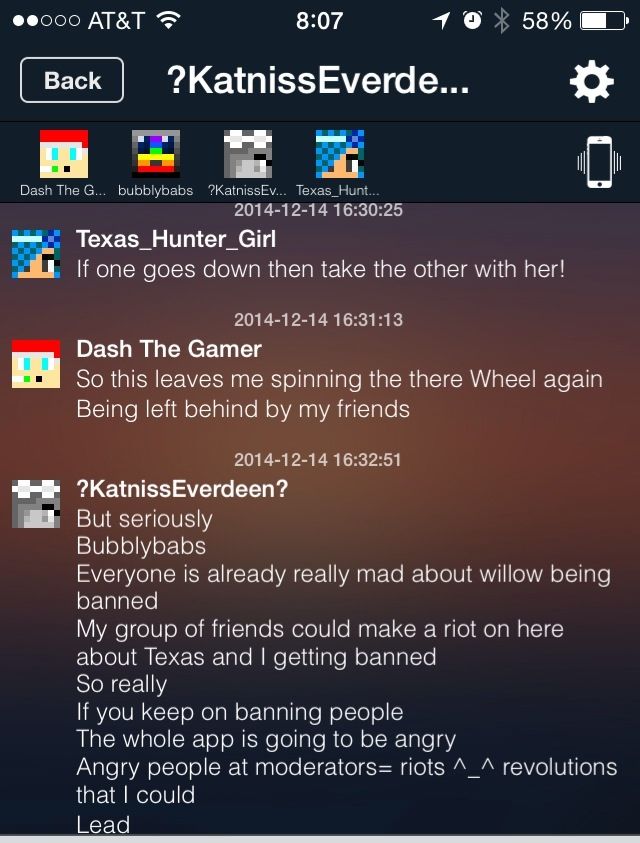 AT&T 8:07 58%
Back ?KatnissEverde...
Dash The G... bubblybabs ?KatnissEv... Texas_Hunt...
2014-12-14 16:30:25
Texas_Hunter_Girl
If one goes down then take the other with her!
2014-12-14 16:31:13
Dash The Gamer
So this leaves me spinning the there Wheel again
Being left behind by my friends
2014-12-14 16:32:51
?KatnissEverdeen?
But seriously
Bubblybabs
Everyone is already really mad about willow being
banned
My group of friends could make a riot on here
about Texas and I getting banned
So really
If you keep on banning people
The whole app is going to be angry
Angry people at moderators= riots ^_^ revolutions
that I could
Lead